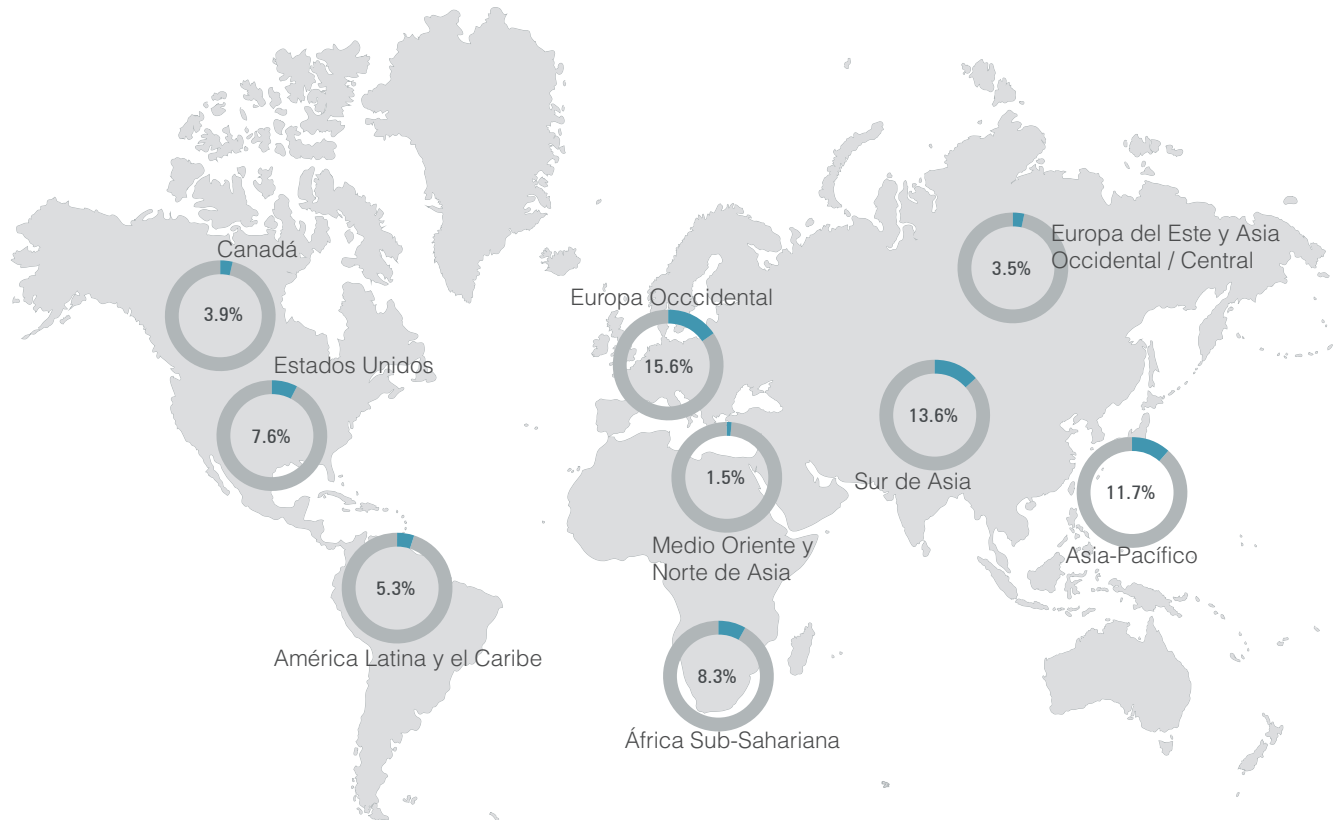 Canadá
3.9%
Estados Unidos
7.6%
América Latina y el Caribe
5.3%
Europa Occcidental
15.6%
1.5%
Medio Oriente y
Norte de Asia
8.3%
África Sub-Sahariana
3.5%
Europa del Este y Asia
Occidental / Central
13.6%
Sur de Asia
11.7%
Asia-Pacífico